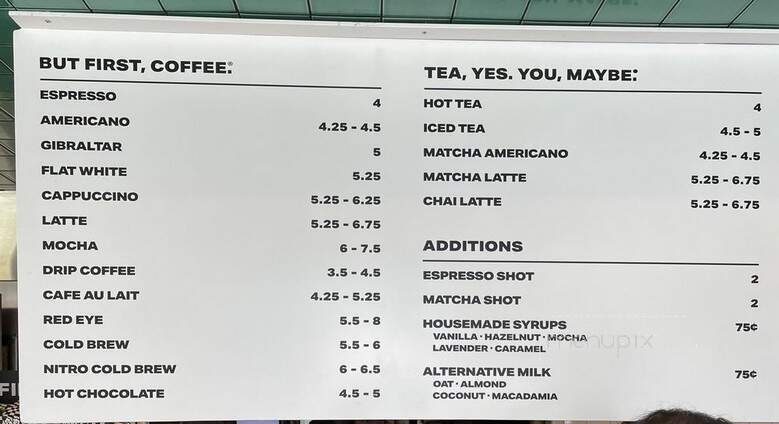 BUT FIRST, COFFEE:®
ESPRESSO 4
AMERICANO 4.25 - 4.5
GIBRALTAR 5
FLAT WHITE 5.25
CAPPUCCINO 5.25 - 6.25
LATTE 5.25 - 6.75
MOCHA 6 - 7.5
DRIP COFFEE 3.5 - 4.5
CAFE AU LAIT 4.25 - 5.25
RED EYE 5.5 - 8
COLD BREW 5.5 - 6
NITRO COLD BREW 6 - 6.5
HOT CHOCOLATE 4.5 - 5
TEA, YES. YOU, MAYBE:
HOT TEA 4
ICED TEA 4.5 - 5
MATCHA AMERICANO 4.25 - 4.5
MATCHA LATTE 5.25 - 6.75
CHAI LATTE 5.25 - 6.75
ADDITIONS
ESPRESSO SHOT 2
MATCHA SHOT 2
HOUSEMADE SYRUPS 75¢
VANILLA · HAZELNUT · MOCHA
LAVENDER · CARAMEL
ALTERNATIVE MILK 75¢
OAT · ALMOND
COCONUT · MACADAMIA
menupix
FI